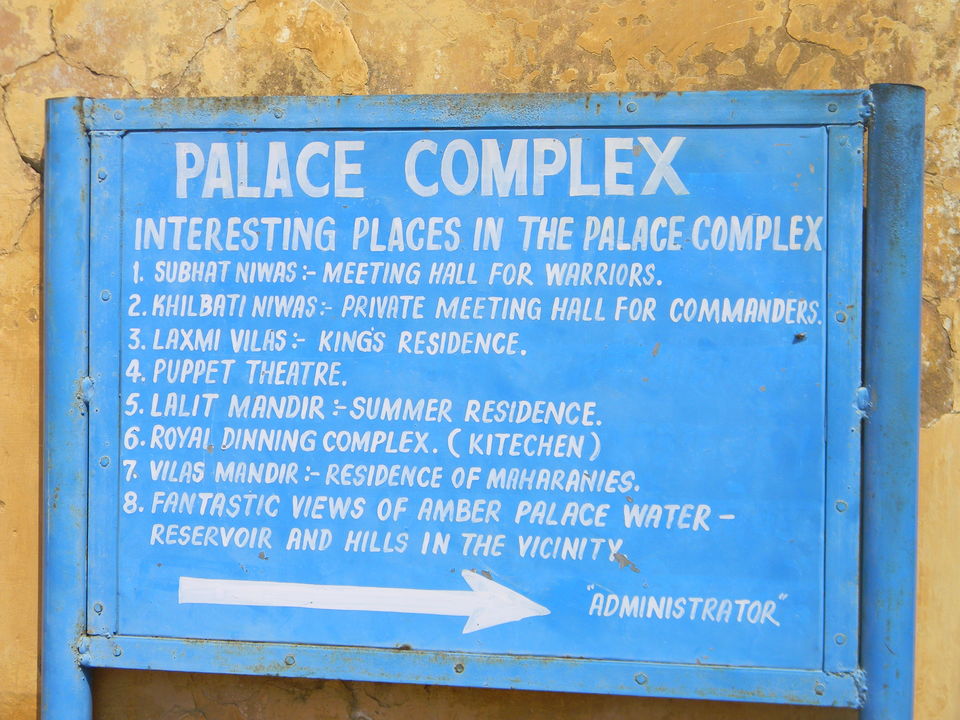 PALACE COMPLEX
INTERESTING PLACES IN THE PALACE COMPLEX
1. SUBHAT NIWAS :- MEETING HALL FOR WARRIORS.
2. KHILBATI NIWAS :- PRIVATE MEETING HALL FOR COMMANDERS.
3. LAXMI VILAS :- KING'S RESIDENCE.
4. PUPPET THEATRE.
5. LALIT MANDIR :- SUMMER RESIDENCE.
6. ROYAL DINNING COMPLEX. (KITECHEN)
7. VILAS MANDIR :- RESIDENCE OF MAHARANIES.
8. FANTASTIC VIEWS OF AMBER PALACE WATER -
RESERVOIR AND HILLS IN THE VICINITY.
"ADMINISTRATOR"